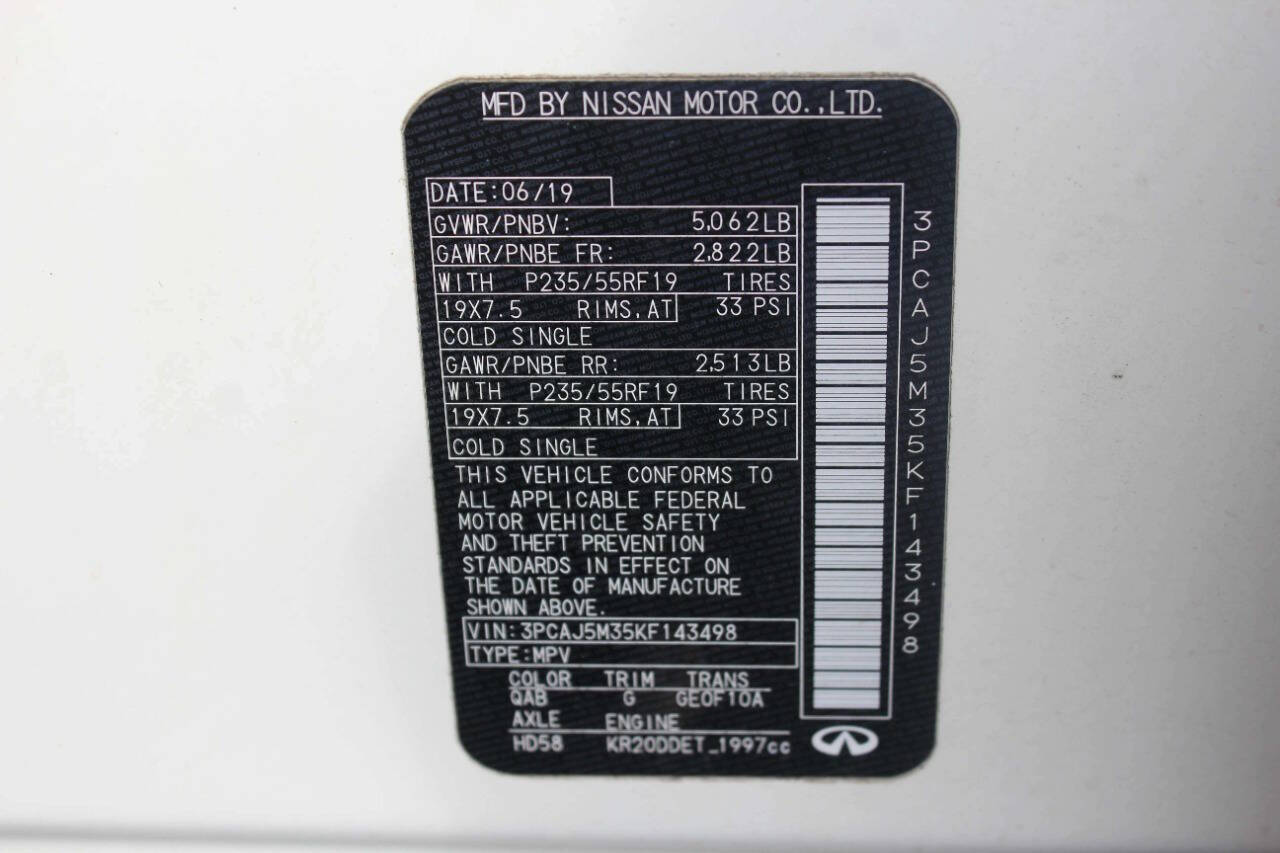 MFD BY NISSAN MOTOR CO.,LTD.
DATE:06/19
GVWR/PNBV: 5,062LB
GAWR/PNBE FR: 2,822LB
WITH P235/55RF19 TIRES
19X7.5 RIMS,AT 33 PSI
COLD SINGLE
GAWR/PNBE RR: 2,513LB
WITH P235/55RF19 TIRES
19X7.5 RIMS,AT 33 PSI
COLD SINGLE
THIS VEHICLE CONFORMS TO
ALL APPLICABLE FEDERAL
MOTOR VEHICLE SAFETY
AND THEFT PREVENTION
STANDARDS IN EFFECT ON
THE DATE OF MANUFACTURE
SHOWN ABOVE.
VIN:3PCAJ5M35KF143498
TYPE:MPV
COLOR TRIM TRANS
QAB G GE0F10A
AXLE ENGINE
HD58 KR20DDET_1997cc
3PCAJ5M35KF143498